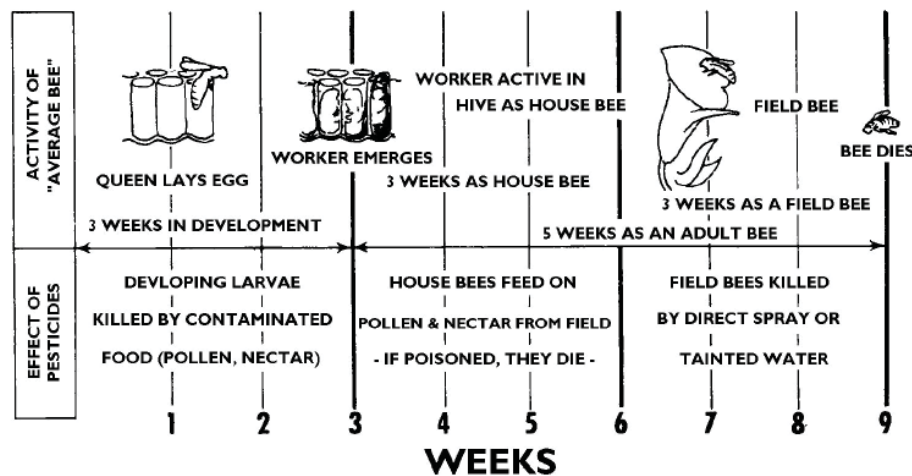 ACTIVITY OF
"AVERAGE BEE"
QUEEN LAYS EGG
3 WEEKS IN DEVELOPMENT
WORKER EMERGES
WORKER ACTIVE IN
HIVE AS HOUSE BEE
3 WEEKS AS HOUSE BEE
FIELD BEE
BEE DIES
3 WEEKS AS A FIELD BEE
5 WEEKS AS AN ADULT BEE
EFFECT OF
PESTICIDES
DEVLOPING LARVAE
KILLED BY CONTAMINATED
FOOD (POLLEN, NECTAR)
HOUSE BEES FEED ON
POLLEN & NECTAR FROM FIELD
- IF POISONED, THEY DIE -
FIELD BEES KILLED
BY DIRECT SPRAY OR
TAINTED WATER
1 2 3 4 5 6 7 8 9
WEEKS